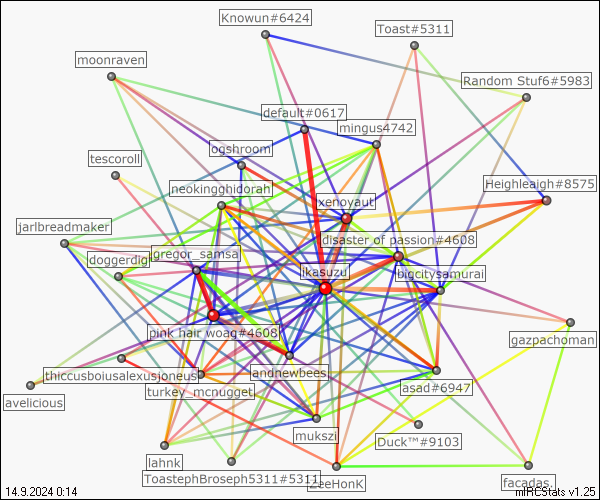 Knowun#6424
Toast#5311
moonraven
Random Stuf6#5983
default#0617
mingus4742
ogshroom
tescoroll
neokingghidorah
Heighleaigh#8575
xenoyaut
jarlbreadmaker
disaster of passion#4608
gregor_samsa
doggerdig
ikasuzu
bigcitysamurai
pink hair woag#4608
gazpachoman
andnewbees
thiccusboiusalexusjoneus
asad#6947
turkey_mcnugget
avelicious
mukszi
Duck™#9103
lahnk
ToastephBroseph5311#5311
ZeeHonK
facadas.
14.9.2024 0:14
mIRCStats v1.25